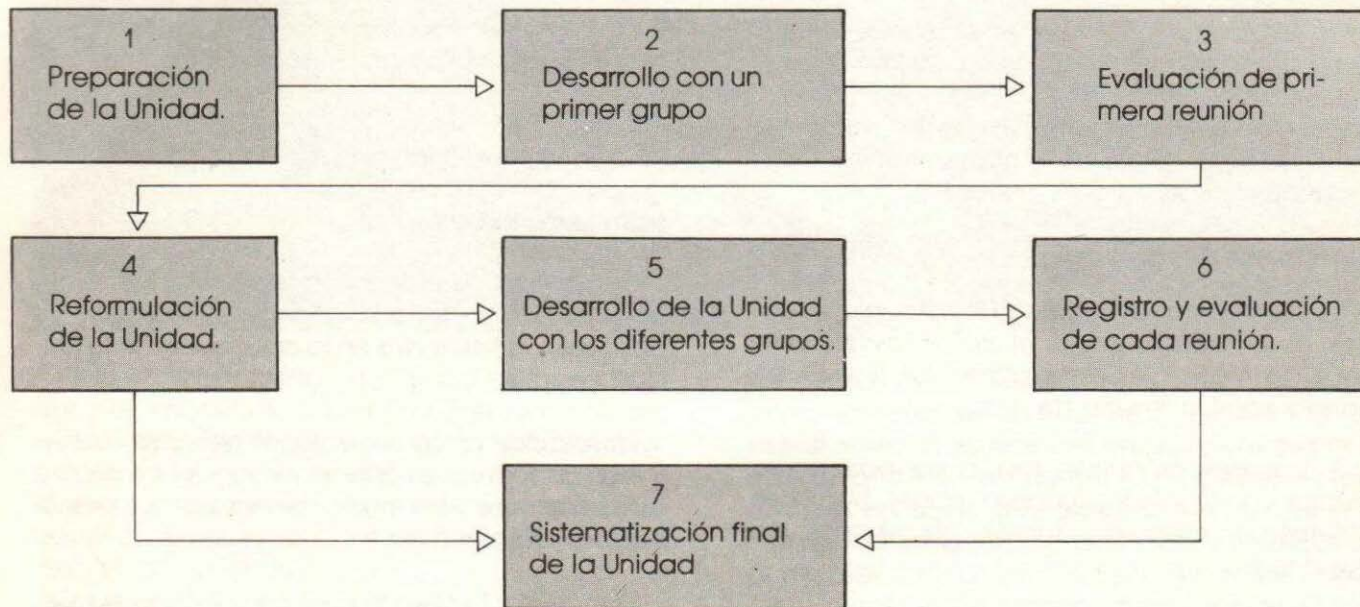 1
Preparación
de la Unidad.
2
Desarrollo con un
primer grupo
3
Evaluación de pri-
mera reunión
4
Reformulación
de la Unidad.
5
Desarrollo de la Unidad
con los diferentes grupos.
6
Registro y evaluación
de cada reunión.
7
Sistematización final
de la Unidad